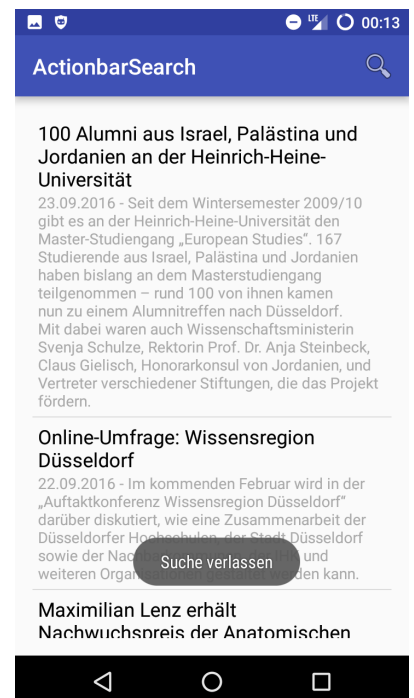 LTE 00:13
ActionbarSearch
100 Alumni aus Israel, Palästina und
Jordanien an der Heinrich-Heine-
Universität
23.09.2016 - Seit dem Wintersemester 2009/10
gibt es an der Heinrich-Heine-Universität den
Master-Studiengang „European Studies“. 167
Studierende aus Israel, Palästina und Jordanien
haben bislang an dem Masterstudiengang
teilgenommen – rund 100 von ihnen kamen
nun zu einem Alumnitreffen nach Düsseldorf.
Mit dabei waren auch Wissenschaftsministerin
Svenja Schulze, Rektorin Prof. Dr. Anja Steinbeck,
Claus Gielisch, Honorarkonsul von Jordanien, und
Vertreter verschiedener Stiftungen, die das Projekt
fördern.
Online-Umfrage: Wissensregion
Düsseldorf
22.09.2016 - Im kommenden Februar wird in der
„Auftaktkonferenz Wissensregion Düsseldorf“
darüber diskutiert, wie eine Zusammenarbeit der
Düsseldorfer Hochschulen, der Stadt Düsseldorf
sowie der IHK und
Suche verlassen
weiteren werden kann.
Maximilian Lenz erhält
Nachwuchspreis der Anatomischen